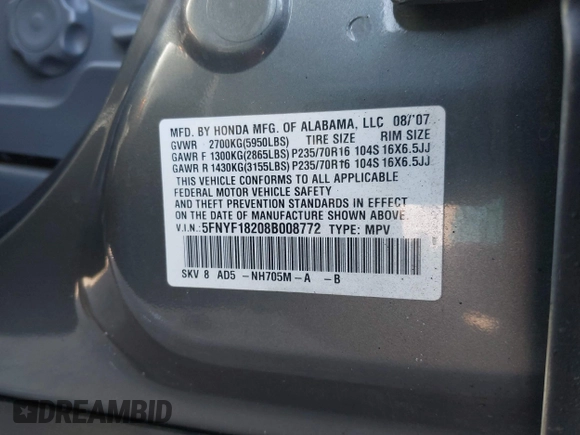 MFD. BY HONDA MFG. OF ALABAMA, LLC 08/'07
GVWR 2700KG(5950LBS) TIRE SIZE RIM SIZE
GAWR F 1300KG(2865LBS) P235/70R16 104S 16X6.5JJ
GAWR R 1430KG(3155LBS) P235/70R16 104S 16X6.5JJ
THIS VEHICLE CONFORMS TO ALL APPLICABLE
FEDERAL MOTOR VEHICLE SAFETY
AND THEFT PREVENTION STANDARDS IN EFFECT ON
THE DATE OF MANUFACTURE SHOWN ABOVE.
V.I.N.: 5FNYF18208B008772 TYPE: MPV
SKV 8 AD5 -NH705M-A -B
DREAMBID